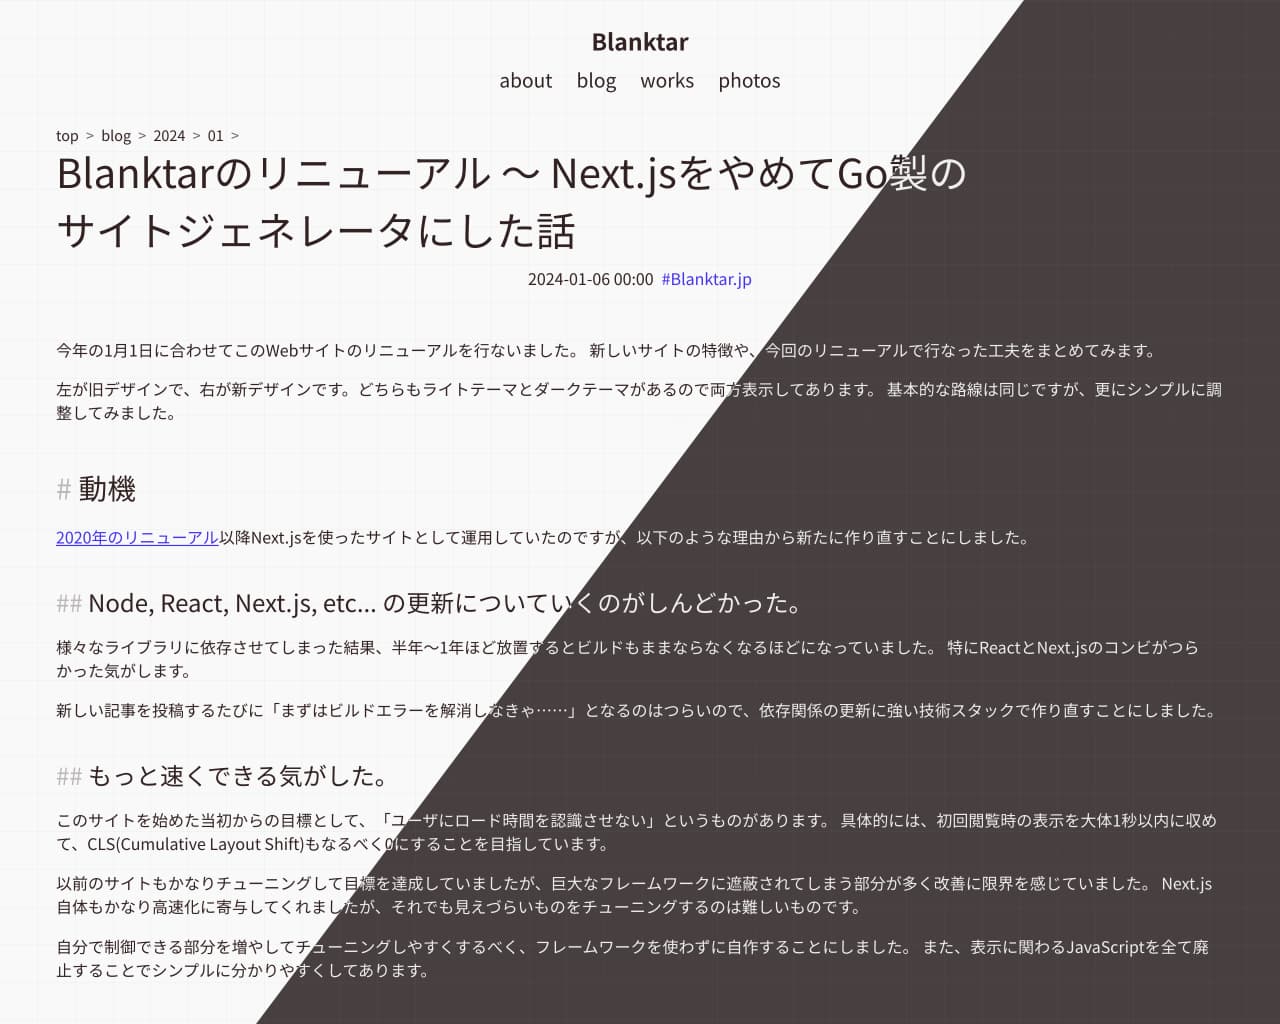 Blanktar
about blog works photos
top > blog > 2024 > 01 >
Blanktarのリニューアル 〜 Next.jsをやめてGo製の
サイトジェネレータにした話
2024-01-06 00:00 #Blanktar.jp
今年の1月1日に合わせてこのWebサイトのリニューアルを行ないました。 新しいサイトの特徴や、今回のリニューアルで行なった工夫をまとめてみます。
左が旧デザインで、右が新デザインです。どちらもライトテーマとダークテーマがあるので両方表示してあります。 基本的な路線は同じですが、更にシンプルに調
整してみました。
# 動機
2020年のリニューアル以降Next.jsを使ったサイトとして運用していたのですが、以下のような理由から新たに作り直すことにしました。
## Node, React, Next.js, etc... の更新についていくのがしんどかった。
様々なライブラリに依存させてしまった結果、半年〜1年ほど放置するとビルドもままならなくなるほどになっていました。 特にReactとNext.jsのコンビがつら
かった気がします。
新しい記事を投稿するたびに「まずはビルドエラーを解消しなきゃ……」となるのはつらいので、依存関係の更新に強い技術スタックで作り直すことにしました。
## もっと速くできる気がした。
このサイトを始めた当初からの目標として、「ユーザにロード時間を認識させない」というものがあります。 具体的には、初回閲覧時の表示を大体1秒以内に収め
て、CLS(Cumulative Layout Shift)もなるべく0にすることを目指しています。
以前のサイトもかなりチューニングして目標を達成していましたが、巨大なフレームワークに遮蔽されてしまう部分が多く改善に限界を感じていました。 Next.js
自体もかなり高速化に寄与してくれましたが、それでも見えづらいものをチューニングするのは難しいものです。
自分で制御できる部分を増やしてチューニングしやすくするべく、フレームワークを使わずに自作することにしました。 また、表示に関わるJavaScriptを全て廃
止することでシンプルに分かりやすくしてあります。